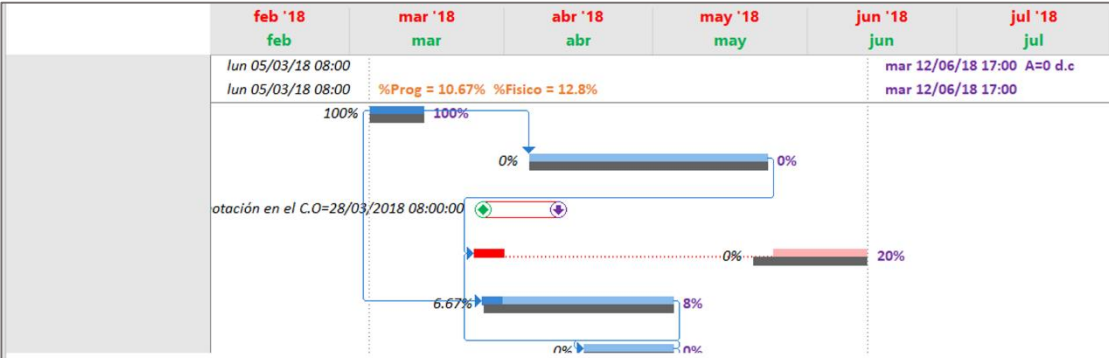 feb '18 mar '18 abr '18 may '18 jun '18 jul '18
feb mar abr may jun jul
lun 05/03/18 08:00 mar 12/06/18 17:00 A=0 d.c
lun 05/03/18 08:00 %Prog = 10.67% %Fisico = 12.8% mar 12/06/18 17:00
100% 100%
0% 0%
otación en el C.O=28/03/2018 08:00:00
0% 20%
6.67% 8%
0% 0%